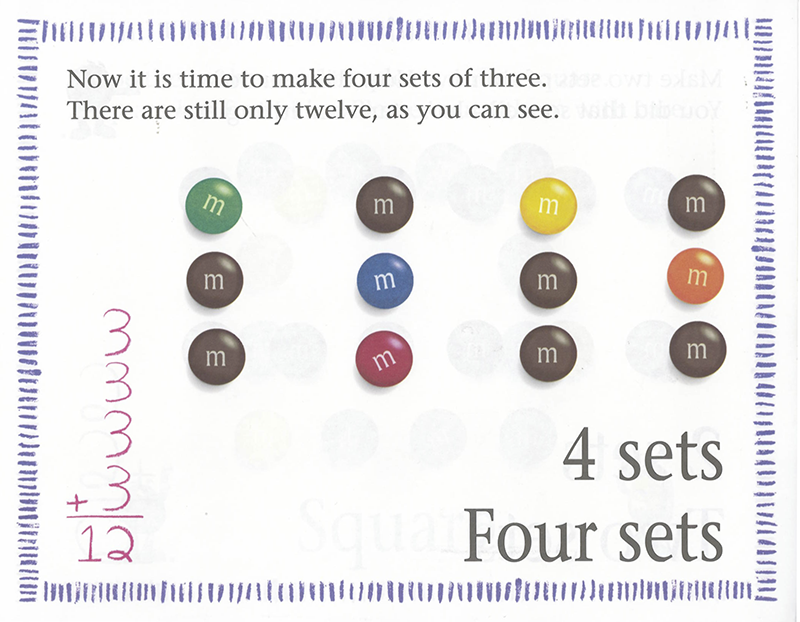 Now it is time to make four sets of three.
There are still only twelve, as you can see.
m m m m
m m m m
m m m m
3
3
3
+3
12
4 sets
Four sets